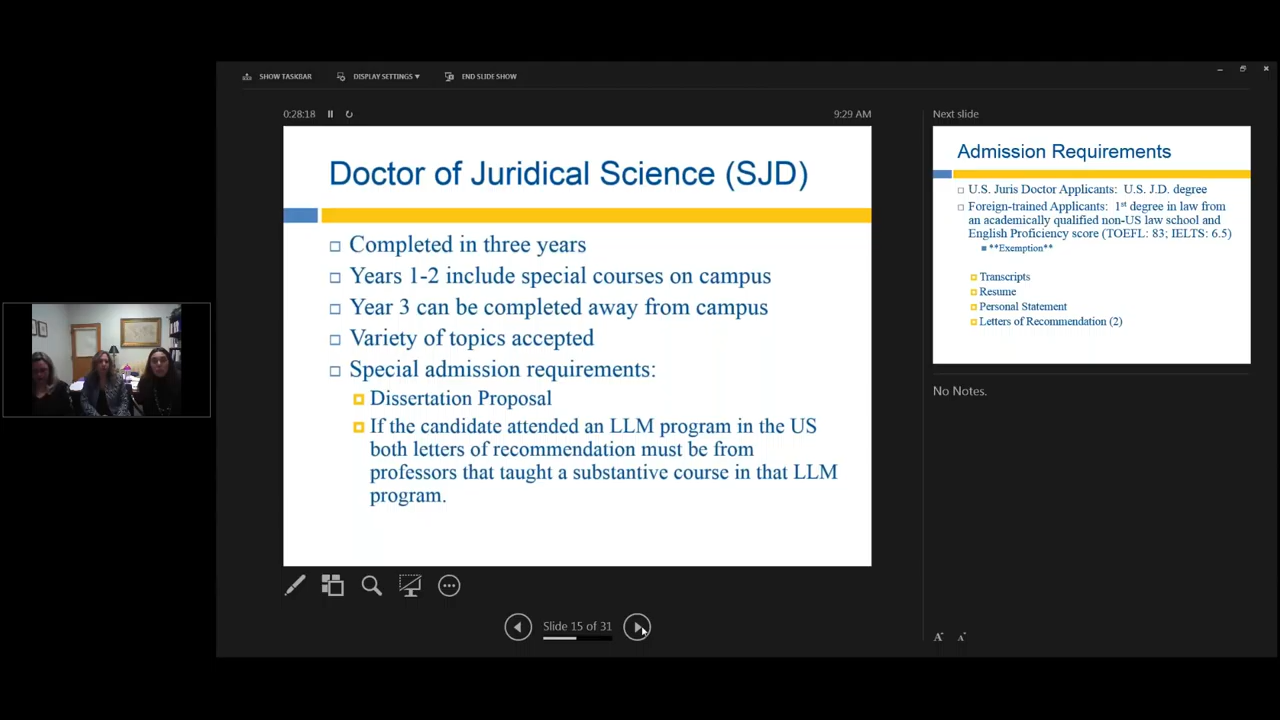 SHOW TASKBAR
DISPLAY SETTINGS ▾
END SLIDE SHOW
0:28:18
9:29 AM
Doctor of Juridical Science (SJD)
Completed in three years
Years 1-2 include special courses on campus
Year 3 can be completed away from campus
Variety of topics accepted
Special admission requirements:
Dissertation Proposal
If the candidate attended an LLM program in the US
both letters of recommendation must be from
professors that taught a substantive course in that LLM
program.
Slide 15 of 31
Next slide
Admission Requirements
U.S. Juris Doctor Applicants: U.S. J.D. degree
Foreign-trained Applicants: 1st degree in law from
an academically qualified non-US law school and
English Proficiency score (TOEFL: 83; IELTS: 6.5)
**Exemption**
Transcripts
Resume
Personal Statement
Letters of Recommendation (2)
No Notes.
A A